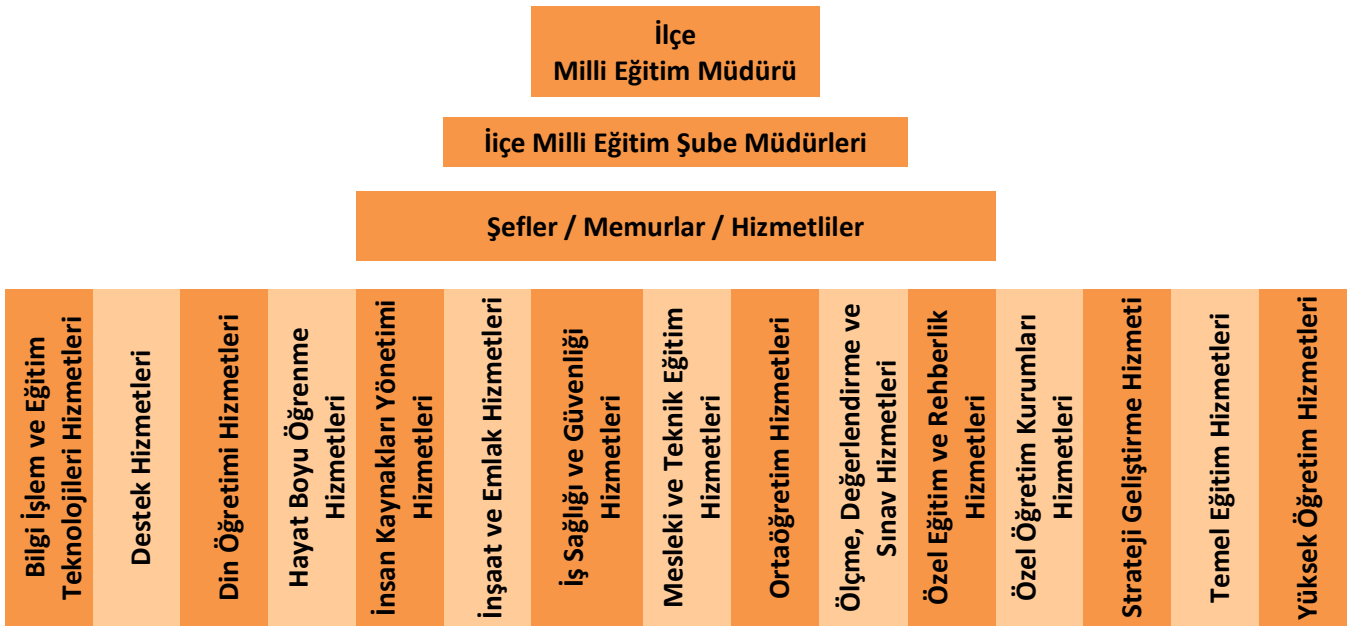 İlçe
Milli Eğitim Müdürü
İiçe Milli Eğitim Şube Müdürleri
Şefler / Memurlar / Hizmetliler
Bilgi İşlem ve Eğitim
Teknolojileri Hizmetleri
Destek Hizmetleri
Din Öğretimi Hizmetleri
Hayat Boyu Öğrenme
Hizmetleri
İnsan Kaynakları Yönetimi
Hizmetleri
İnşaat ve Emlak Hizmetleri
İş Sağlığı ve Güvenliği
Hizmetleri
Mesleki ve Teknik Eğitim
Hizmetleri
Ortaöğretim Hizmetleri
Ölçme, Değerlendirme ve
Sınav Hizmetleri
Özel Eğitim ve Rehberlik
Hizmetleri
Özel Öğretim Kurumları
Hizmetleri
Strateji Geliştirme Hizmeti
Temel Eğitim Hizmetleri
Yüksek Öğretim Hizmetleri